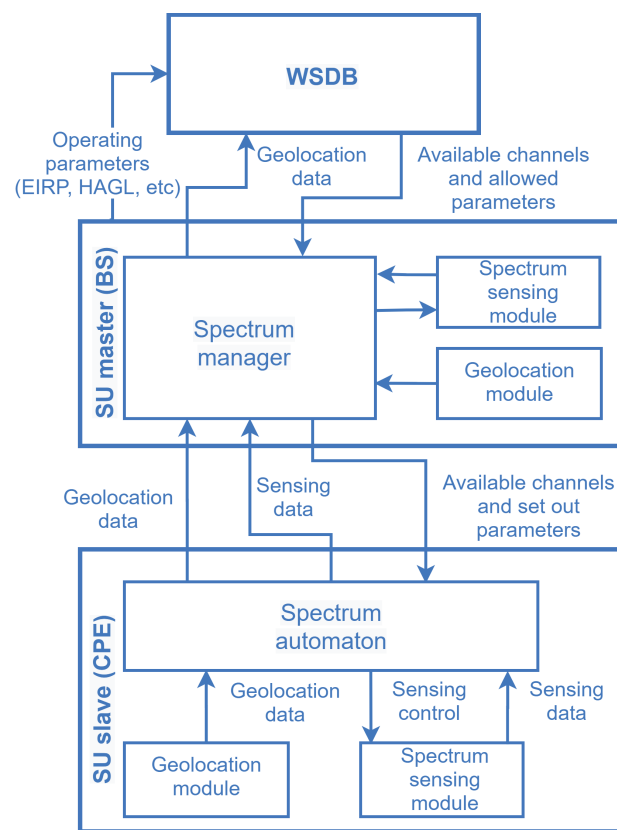 WSDB
Operating
parameters
(EIRP, HAGL, etc)
Geolocation
data
Available channels
and allowed
parameters
SU master (BS)
Spectrum
manager
Spectrum
sensing
module
Geolocation
module
Geolocation
data
Sensing
data
Available channels
and set out
parameters
SU slave (CPE)
Spectrum
automaton
Geolocation
data
Sensing
control
Sensing
data
Geolocation
module
Spectrum
sensing
module